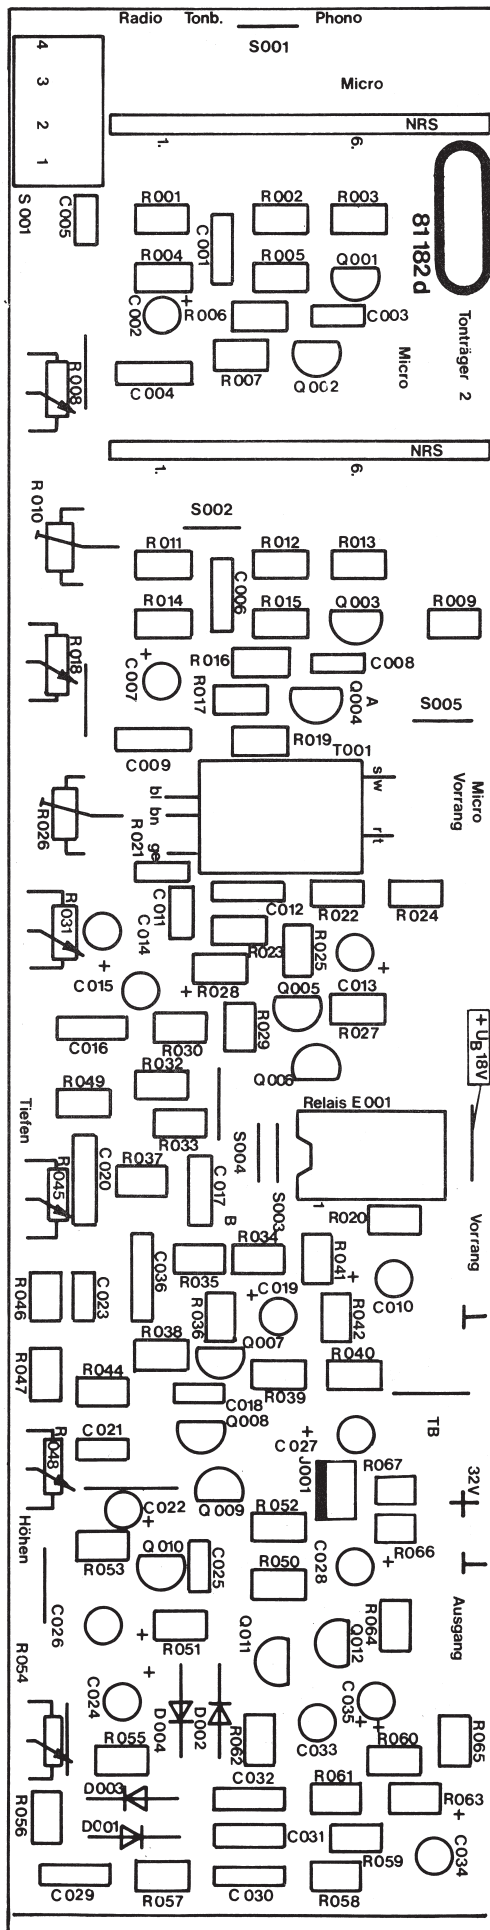 Radio Tonb. Phono
S001
4
3
2
1
Micro
NRS
1. 6.
S001
C005
R001 R002 R003
C001
81182d
R004 R005 Q001
C002 + R006 C003
Tonträger 2
R007 Q002 Micro
R008
C004
NRS
1. 6.
R010
S002
R011 R012 R013
C006
R014 R015 Q003 R009
R018
+
C007
R016 C008
R017 Q004 A
S005
R019
C009
T001
sw
bl
bn
Micro
Vorrang
R026
R021
ge
rt
C011
C012 R022 R024
R031
C014
R023 R025
+
C015
+
R028
C013
+
Q005
C016 R030 R029 R027
R032 Q006
+ UB 18V
R049
Relais E001
Tiefen
R033
S004
R045
C020
R037
C017
S003
B
1
R020
Vorrang
R034
C036 R035 R041
+
C010
R046
C023
+
C019
R036
R042
R038 Q007
R047
R044 R039 R040
C018
C021 Q008
+
C027
TB
R048
J001
R067
32V
C022
+
Q009 R052
R066
Höhen
R053 Q010 C025 R050 C028 +
C026
+
R051
Q011
Q012
R064
Ausgang
R054
C024
+
D004
D002
R062
C033
C035
+
+
R055 R060 R065
D003 C032 R061 R063
R056
+
D001 C031 R059 C034
C029 R057 C030 R058